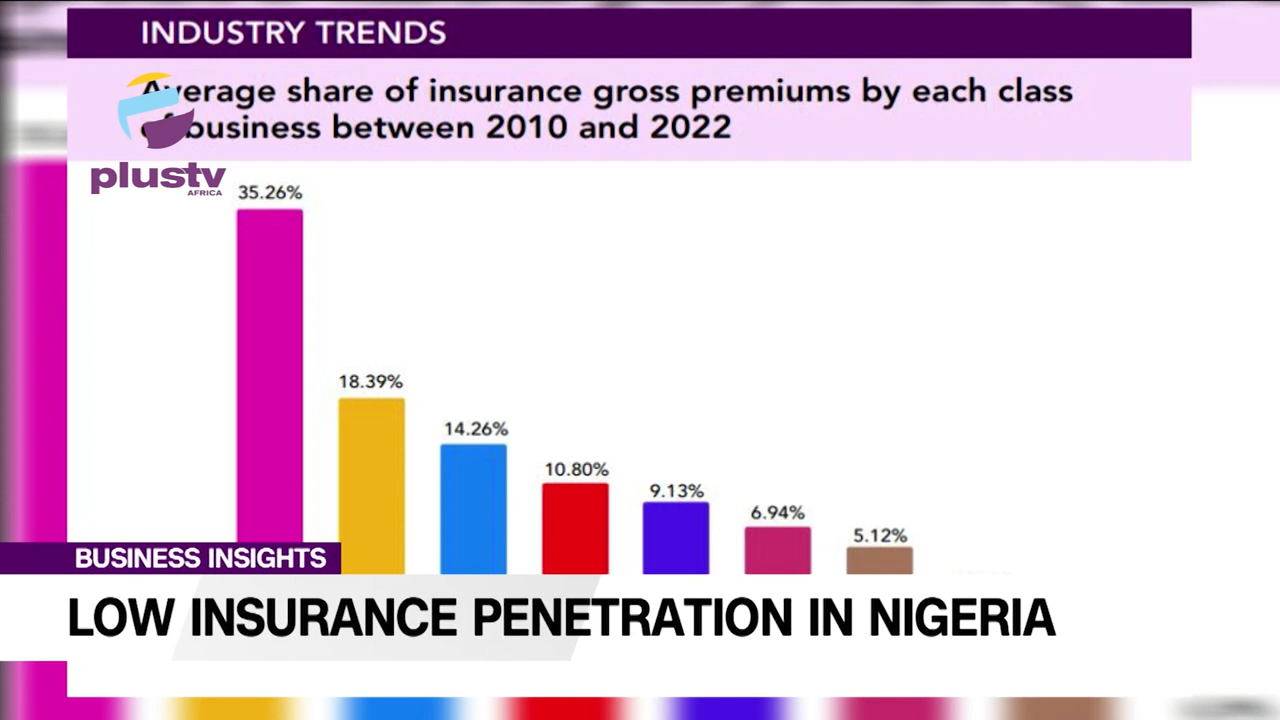 INDUSTRY TRENDS
Average share of insurance gross premiums by each class
of business between 2010 and 2022
plustv
AFRICA
35.26%
18.39%
14.26%
10.80%
9.13%
6.94%
5.12%
BUSINESS INSIGHTS
LOW INSURANCE PENETRATION IN NIGERIA